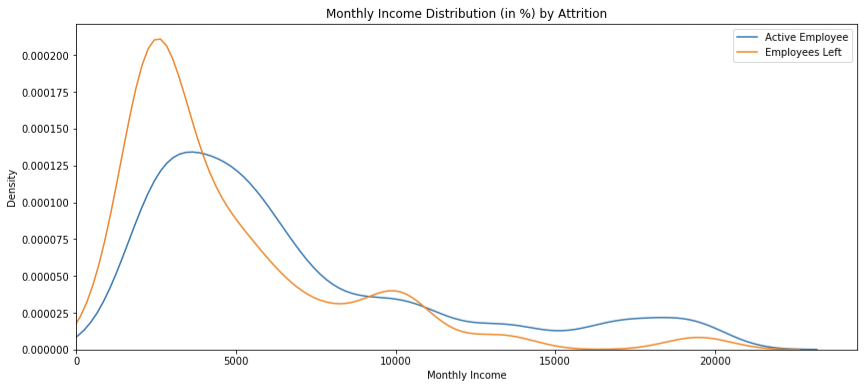 Monthly Income Distribution (in %) by Attrition
Active Employee
Employees Left
Density
0.000200
0.000175
0.000150
0.000125
0.000100
0.000075
0.000050
0.000025
0.000000
0 5000 10000 15000 20000
Monthly Income